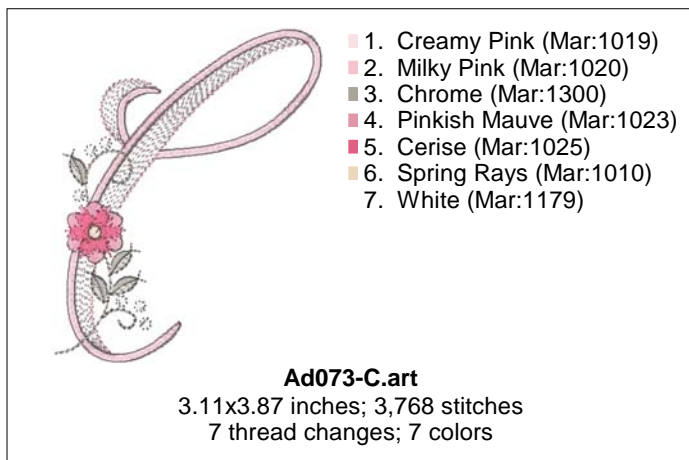 1. Creamy Pink (Mar:1019)
2. Milky Pink (Mar:1020)
3. Chrome (Mar:1300)
4. Pinkish Mauve (Mar:1023)
5. Cerise (Mar:1025)
6. Spring Rays (Mar:1010)
7. White (Mar:1179)
Ad073-C.art
3.11x3.87 inches; 3,768 stitches
7 thread changes; 7 colors